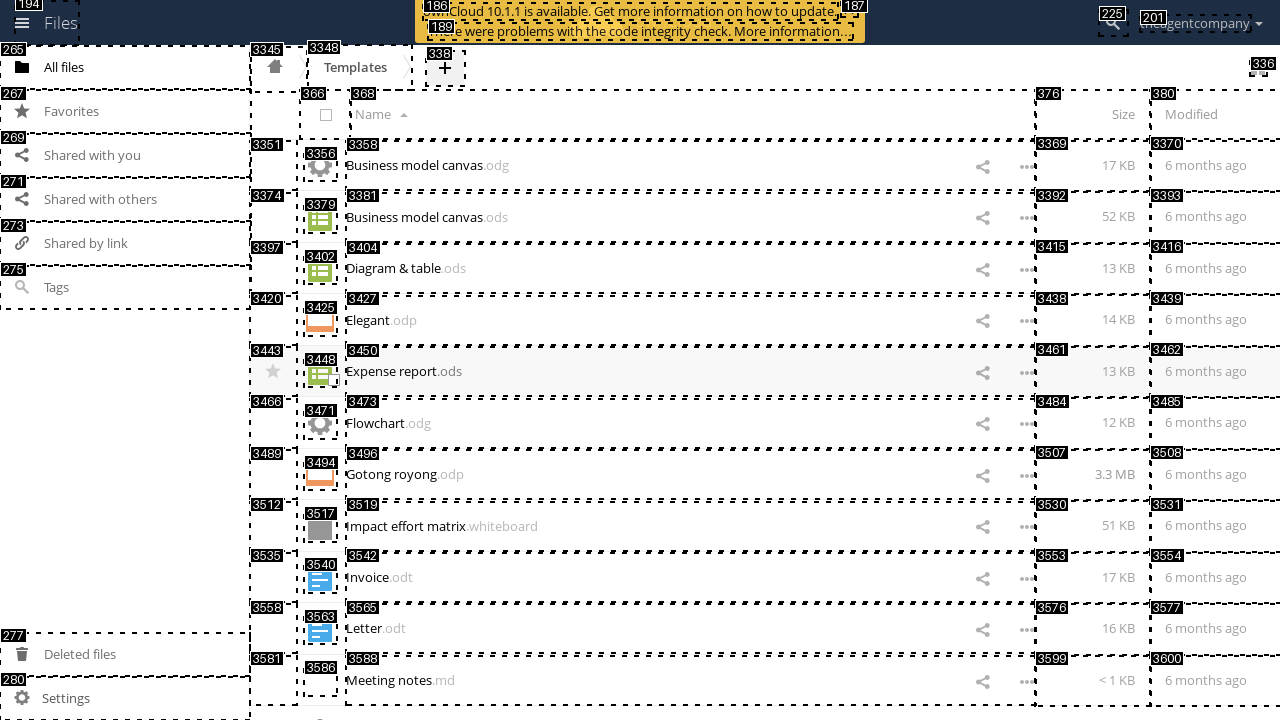 194
Files
186
ownCloud 10.1.1 is available. Get more information on how to update.
187
189
There were problems with the code integrity check. More information…
225
201
theagentcompany
265
All files
267
Favorites
269
Shared with you
271
Shared with others
273
Shared by link
275
Tags
277
Deleted files
280
Settings
3345
3348
Templates
338
+
336
366
368
Name
376
Size
380
Modified
3351
3356
3358
Business model canvas.odg
3369
17 KB
3370
6 months ago
3374
3379
3381
Business model canvas.ods
3392
52 KB
3393
6 months ago
3397
3402
3404
Diagram & table.ods
3415
13 KB
3416
6 months ago
3420
3425
3427
Elegant.odp
3438
14 KB
3439
6 months ago
3443
3448
3450
Expense report.ods
3461
13 KB
3462
6 months ago
3466
3471
3473
Flowchart.odg
3484
12 KB
3485
6 months ago
3489
3494
3496
Gotong royong.odp
3507
3.3 MB
3508
6 months ago
3512
3517
3519
Impact effort matrix.whiteboard
3530
51 KB
3531
6 months ago
3535
3540
3542
Invoice.odt
3553
17 KB
3554
6 months ago
3558
3563
3565
Letter.odt
3576
16 KB
3577
6 months ago
3581
3586
3588
Meeting notes.md
3599
< 1 KB
3600
6 months ago